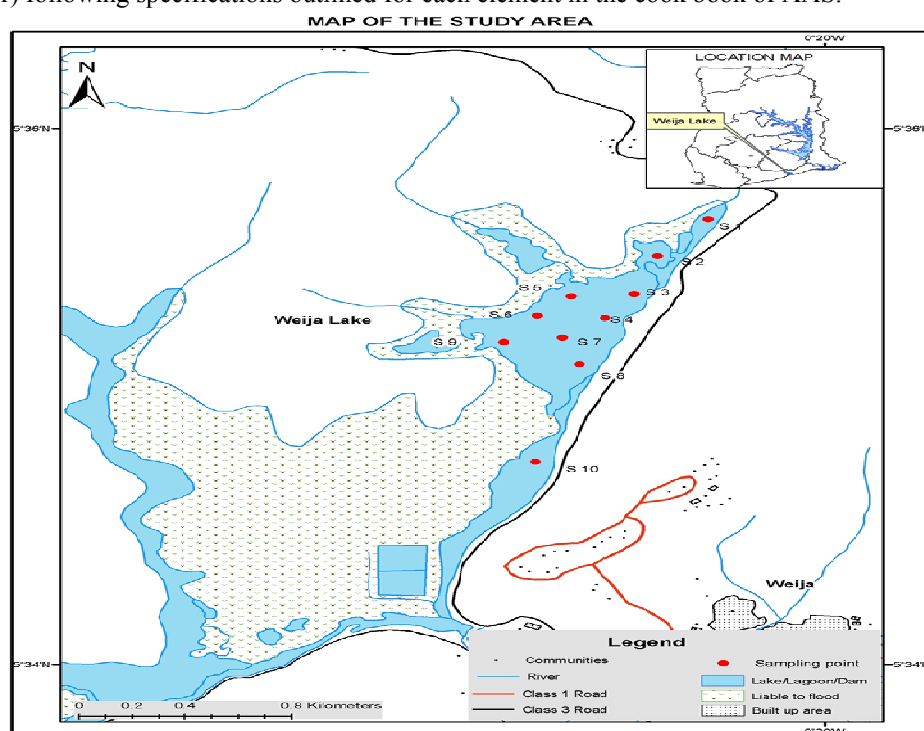 following specifications outlined for each element in the cook book of AAS.
MAP OF THE STUDY AREA
0°20'W
N
LOCATION MAP
Weija Lake
5°36'N
5°36'
S 1
S 2
S 5
S 3
S 6
S 4
Weija Lake
S 9
S 7
S 8
S 10
Weija
Legend
Communities
Sampling point
River
Lake/Lagoon/Dam
Class 1 Road
Liable to flood
Class 3 Road
Built up area
5°34'N
5°34'
0 0.2 0.4 0.8 Kilometers